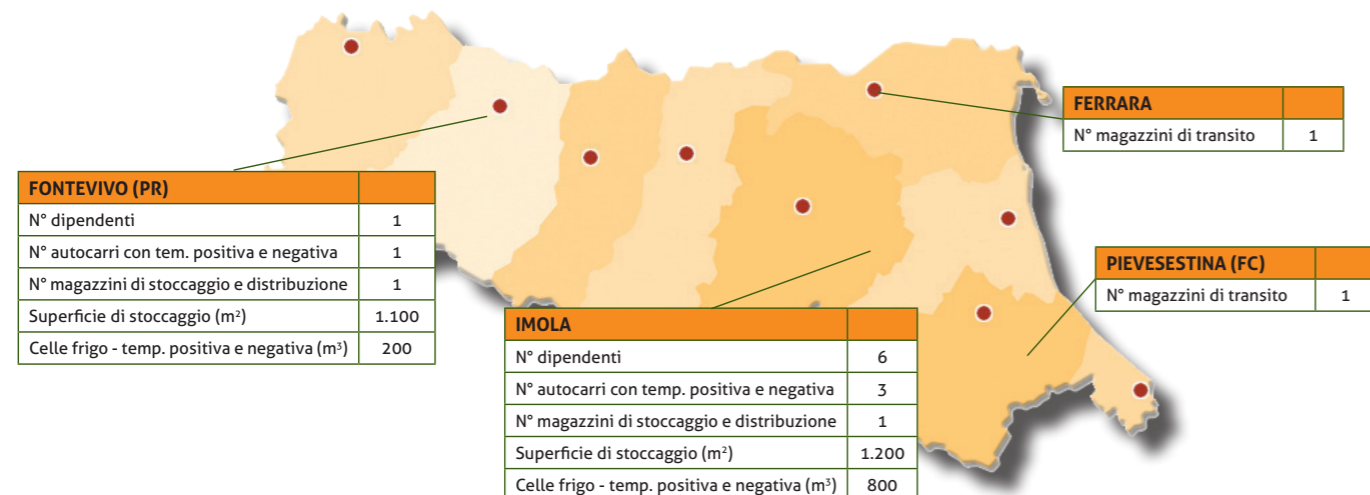 FERRARA
N° magazzini di transito 1
FONTEVIVO (PR)
N° dipendenti 1
N° autocarri con tem. positiva e negativa 1
N° magazzini di stoccaggio e distribuzione 1
Superficie di stoccaggio (m²) 1.100
Celle frigo - temp. positiva e negativa (m³) 200
PIEVESESTINA (FC)
N° magazzini di transito 1
IMOLA
N° dipendenti 6
N° autocarri con temp. positiva e negativa 3
N° magazzini di stoccaggio e distribuzione 1
Superficie di stoccaggio (m²) 1.200
Celle frigo - temp. positiva e negativa (m³) 800